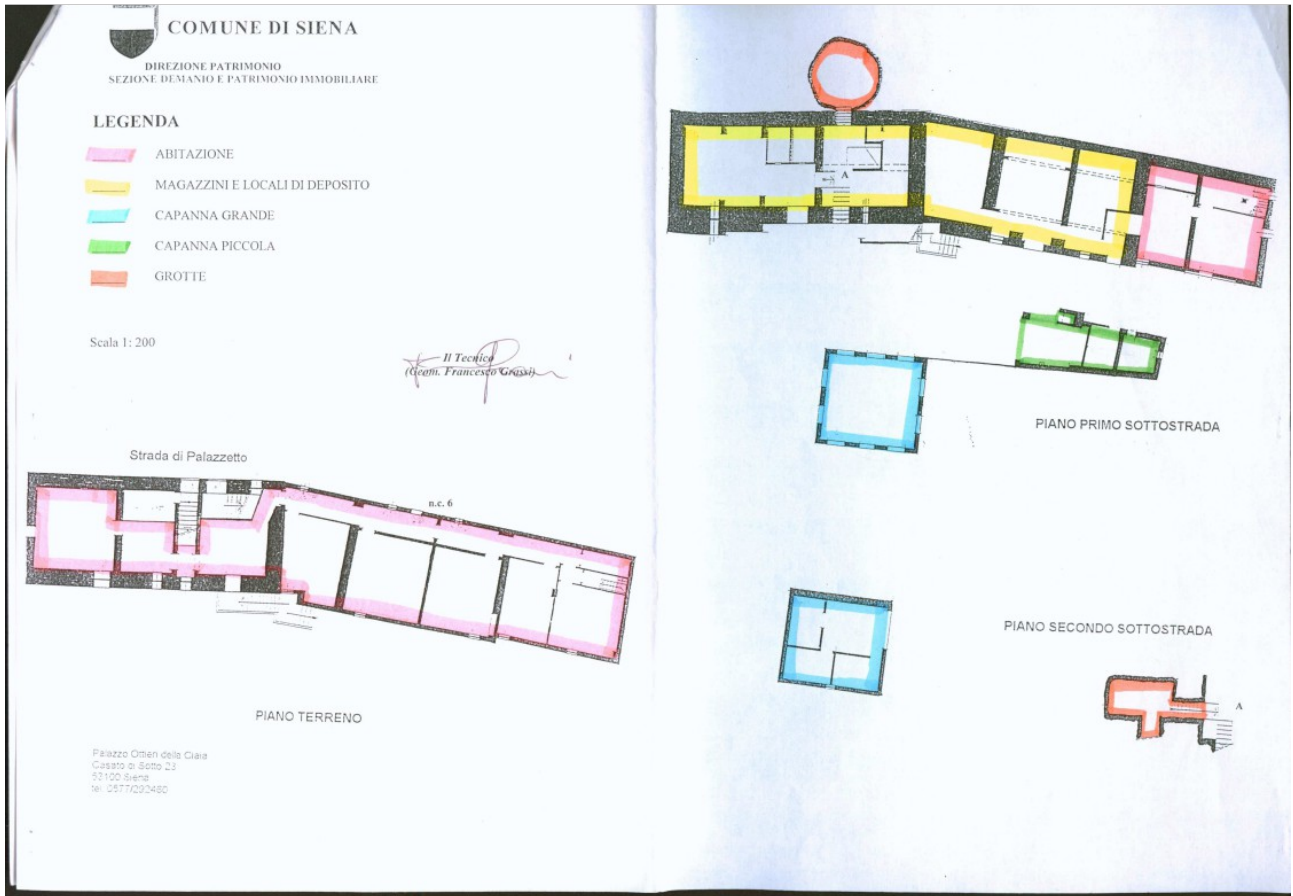 COMUNE DI SIENA
DIREZIONE PATRIMONIO
SEZIONE DEMANIO E PATRIMONIO IMMOBILIARE
LEGENDA
ABITAZIONE
MAGAZZINI E LOCALI DI DEPOSITO
CAPANNA GRANDE
CAPANNA PICCOLA
GROTTE
Scala 1: 200
Il Tecnico
(Geom. Francesco Grassi)
Strada di Palazzetto
n.c. 6
PIANO TERRENO
Palazzo Ottieri della Ciaia
Casato di Sotto 23
53100 Siena
tel. 0577/292460
A
PIANO PRIMO SOTTOSTRADA
PIANO SECONDO SOTTOSTRADA
A